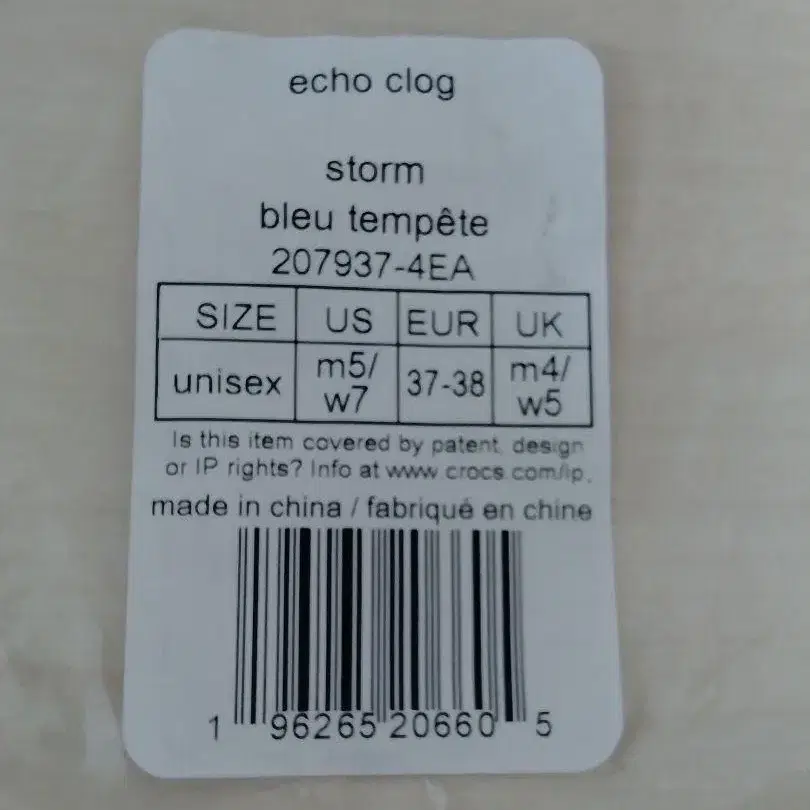 echo clog
storm
bleu tempête
207937-4EA
SIZE US EUR UK
unisex m5/ w7 37-38 m4/ w5
Is this item covered by patent, design
or IP rights? Info at www.crocs.com/ip.
made in china / fabriqué en chine
1 96265 20660 5